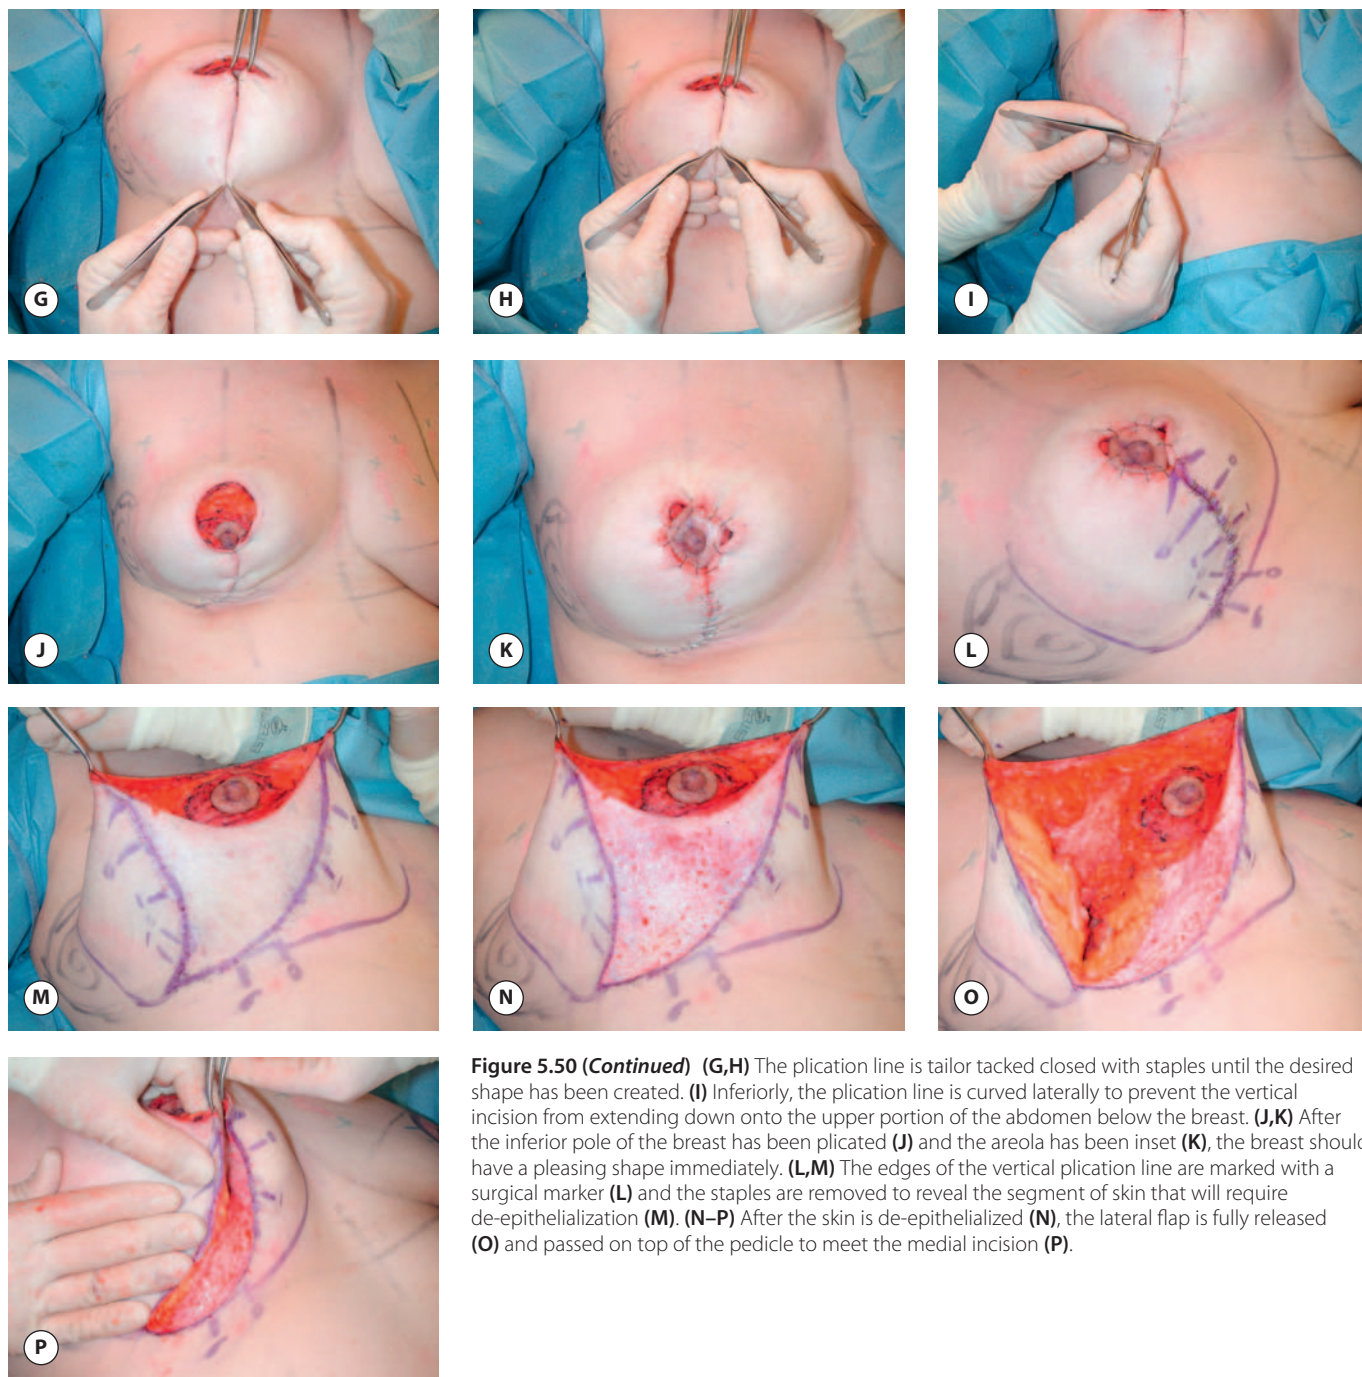 G
H
I
J
K
L
M
N
O
P
Figure 5.50 (Continued) (G,H) The plication line is tailor tacked closed with staples until the desired
shape has been created. (I) Inferiorly, the plication line is curved laterally to prevent the vertical
incision from extending down onto the upper portion of the abdomen below the breast. (J,K) After
the inferior pole of the breast has been plicated (J) and the areola has been inset (K), the breast should
have a pleasing shape immediately. (L,M) The edges of the vertical plication line are marked with a
surgical marker (L) and the staples are removed to reveal the segment of skin that will require
de-epithelialization (M). (N–P) After the skin is de-epithelialized (N), the lateral flap is fully released
(O) and passed on top of the pedicle to meet the medial incision (P).